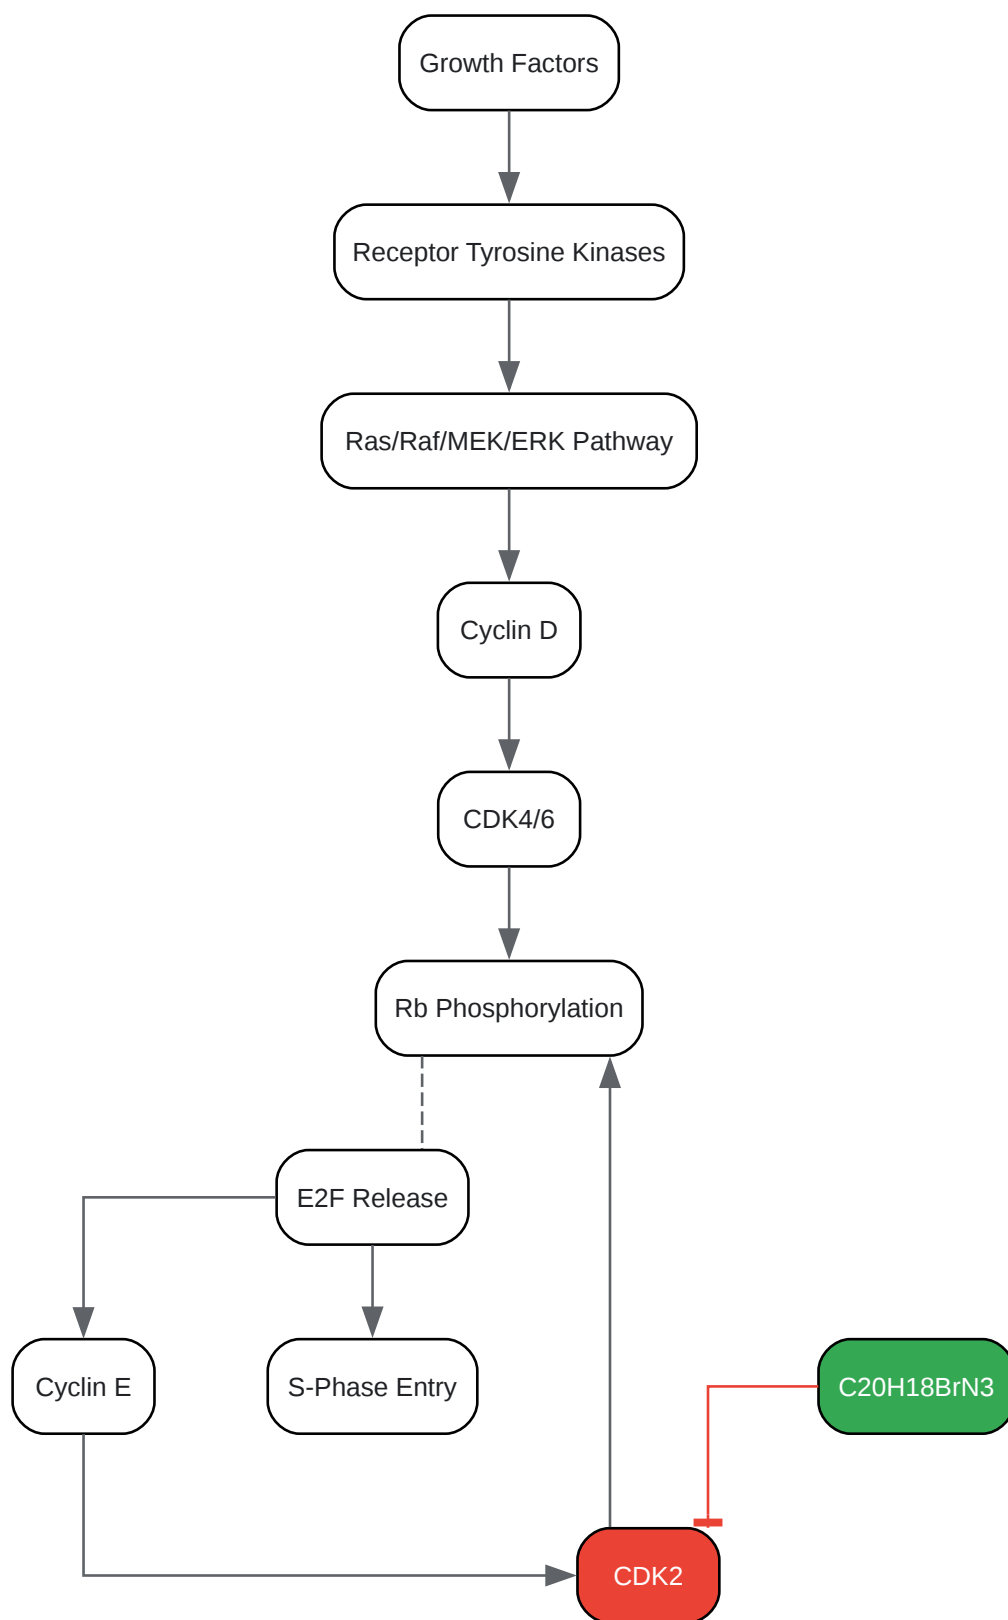 Growth Factors
Receptor Tyrosine Kinases
Ras/Raf/MEK/ERK Pathway
Cyclin D
CDK4/6
Rb Phosphorylation
E2F Release
Cyclin E
S-Phase Entry
C20H18BrN3
CDK2